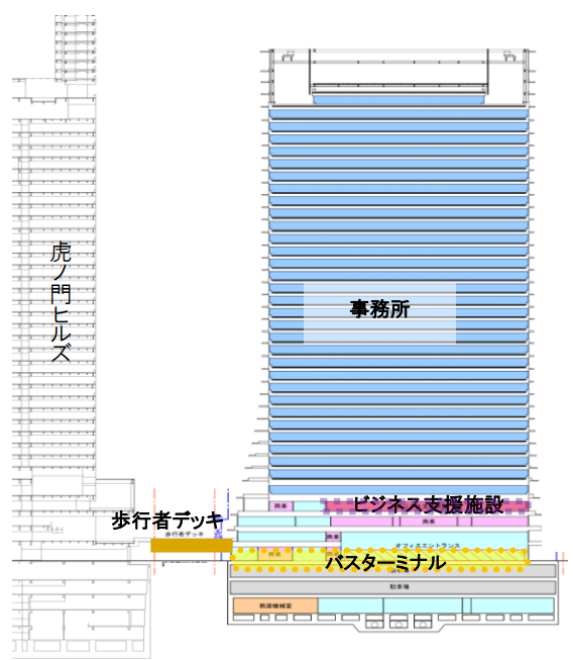 虎ノ門ヒルズ
事務所
ビジネス支援施設
商業
商業
歩行者デッキ
歩行者デッキ
商業
オフィスエントランス
バスターミナル
商業
駐車場